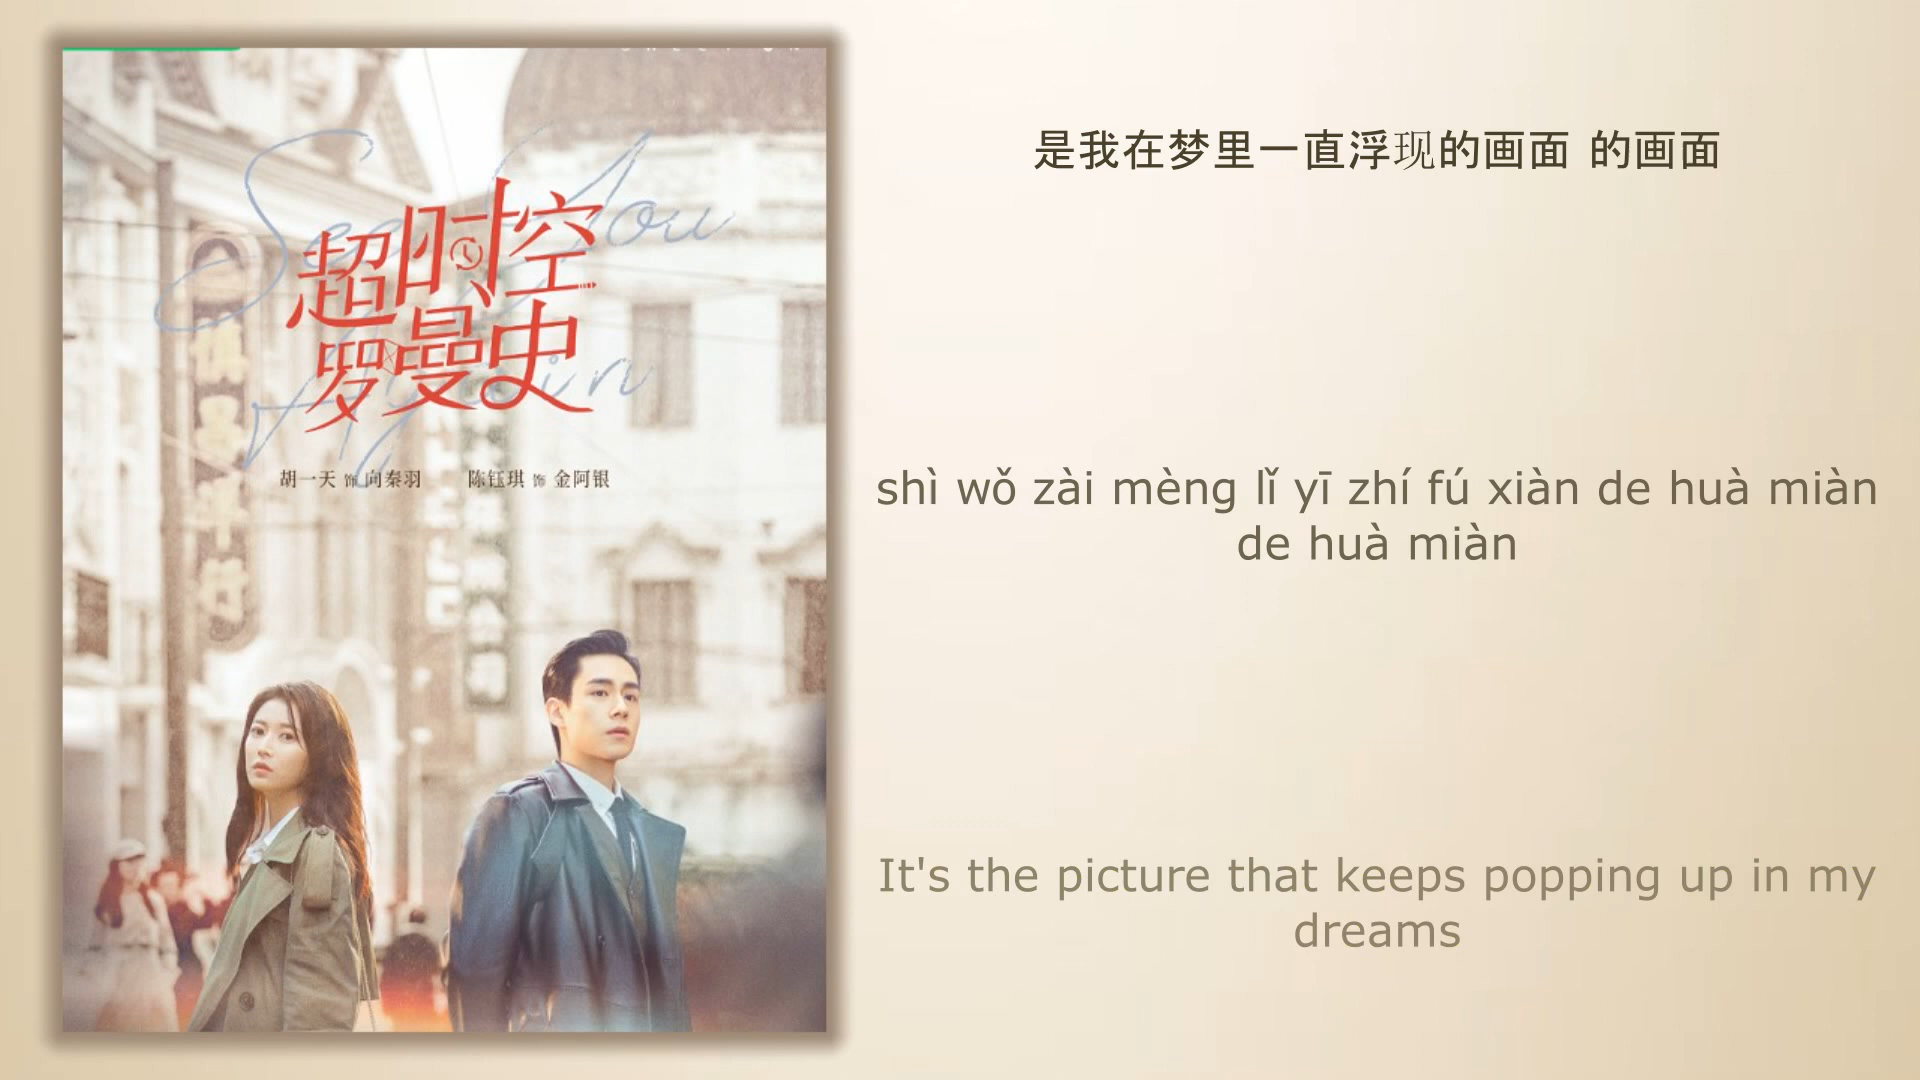 See You Again
超时空
罗曼史
胡一天 饰 向秦羽 陈钰琪 饰 金阿银
是我在梦里一直浮现的画面 的画面
shì wǒ zài mèng lǐ yī zhí fú xiàn de huà miàn
de huà miàn
It's the picture that keeps popping up in my
dreams